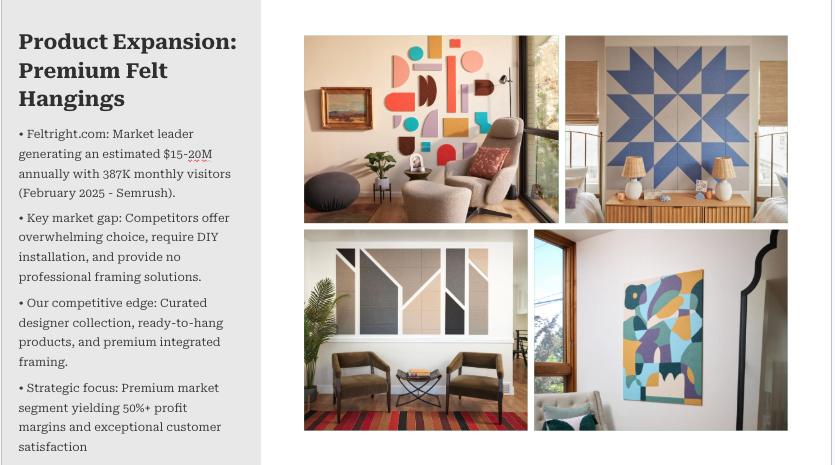 Product Expansion:
Premium Felt
Hangings
• Feltright.com: Market leader
generating an estimated $15-20M
annually with 387K monthly visitors
(February 2025 - Semrush).
• Key market gap: Competitors offer
overwhelming choice, require DIY
installation, and provide no
professional framing solutions.
• Our competitive edge: Curated
designer collection, ready-to-hang
products, and premium integrated
framing.
• Strategic focus: Premium market
segment yielding 50%+ profit
margins and exceptional customer
satisfaction